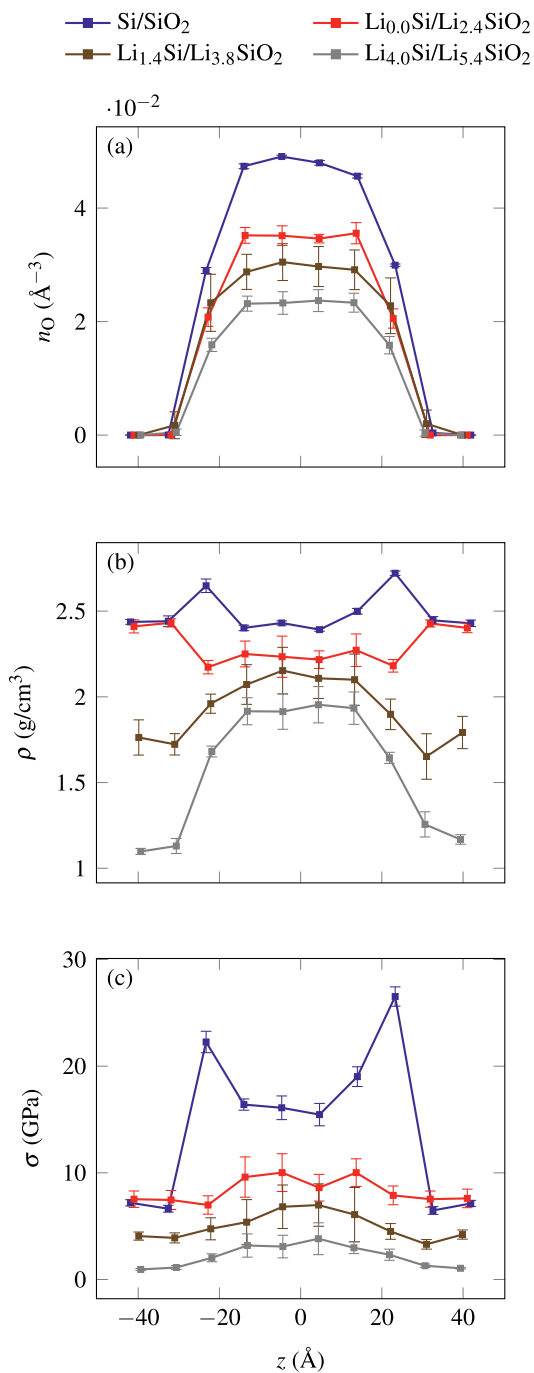 Si/SiO₂ Li₀.₀Si/Li₂.₄SiO₂
Li₁.₄Si/Li₃.₈SiO₂ Li₄.₀Si/Li₅.₄SiO₂
·10⁻²
(a)
4
2
0
n_O (Å⁻³)
(b)
2.5
2
1.5
1
ρ (g/cm³)
(c)
30
20
10
0
σ (GPa)
−40 −20 0 20 40
z (Å)